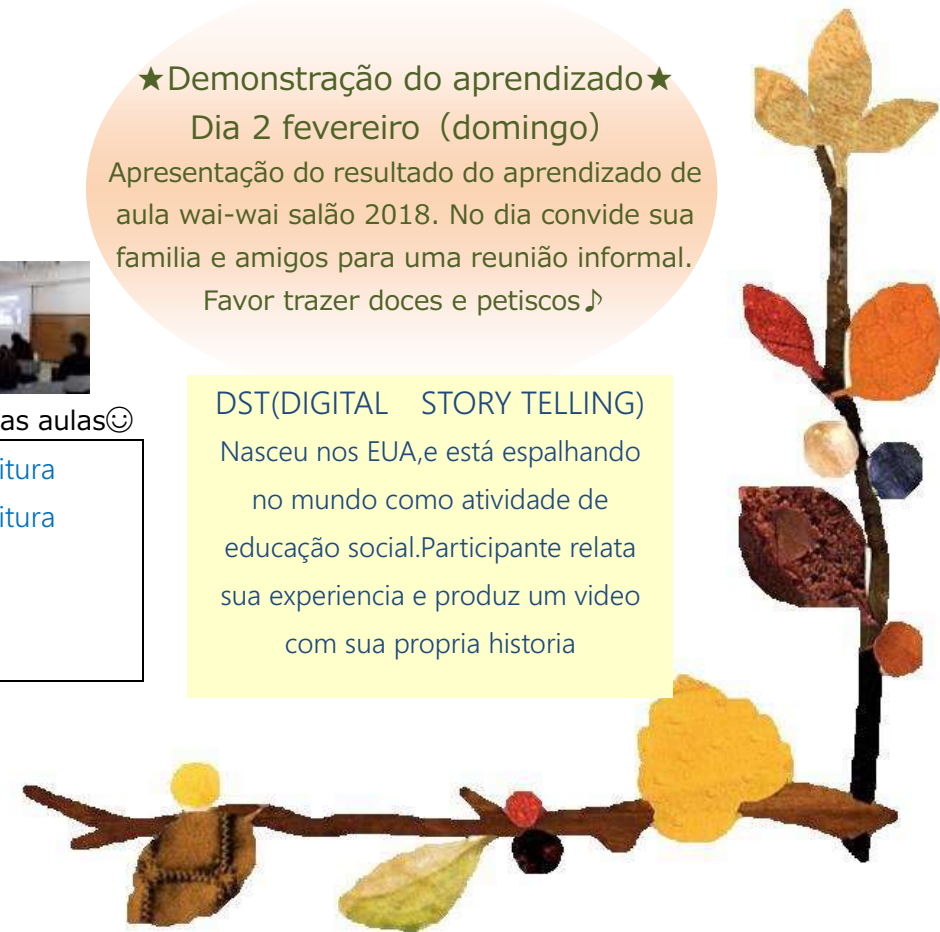 ★Demonstração do aprendizado★
Dia 2 fevereiro（domingo）
Apresentação do resultado do aprendizado de
aula wai-wai salão 2018. No dia convide sua
familia e amigos para uma reunião informal.
Favor trazer doces e petiscos♪
as aulas☺
itura
itura
DST(DIGITAL　STORY TELLING)
Nasceu nos EUA,e está espalhando
no mundo como atividade de
educação social.Participante relata
sua experiencia e produz um video
com sua propria historia